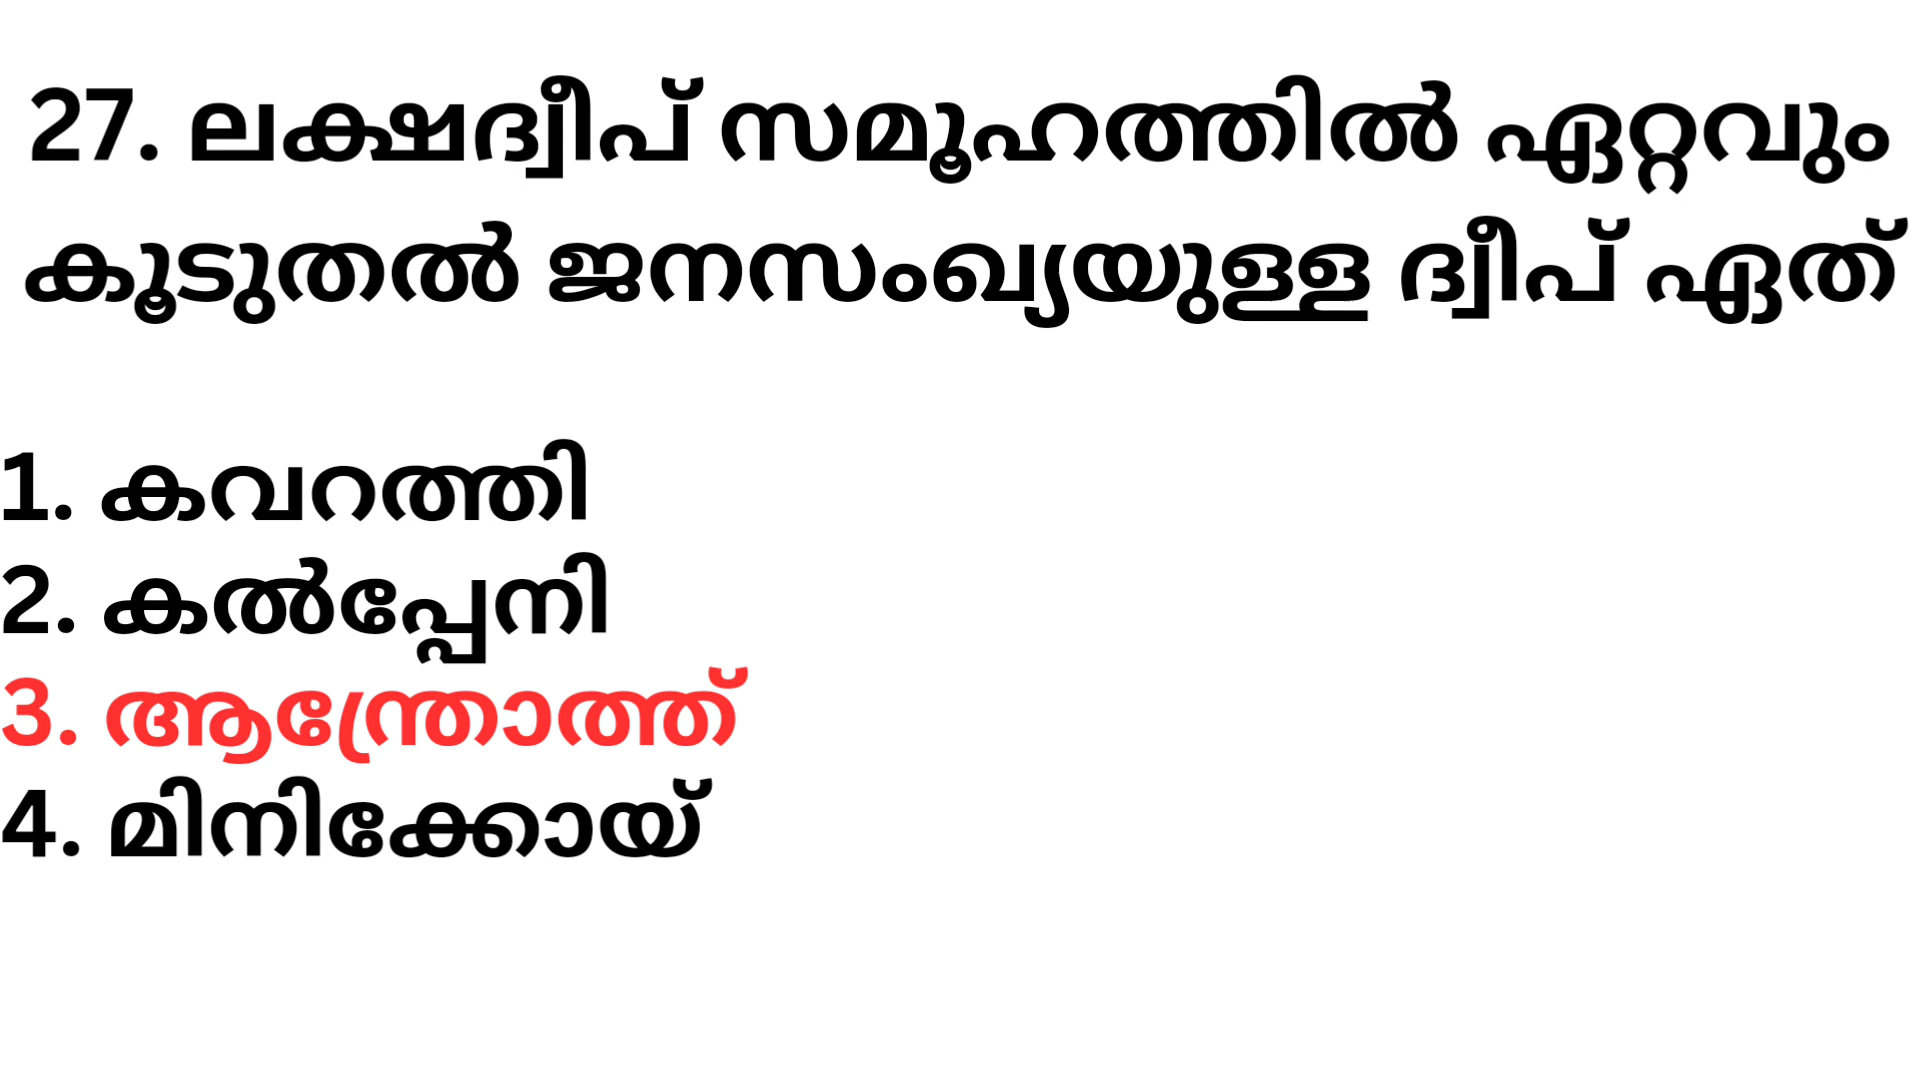 27. ലക്ഷദ്വീപ് സമൂഹത്തിൽ ഏറ്റവും
കൂടുതൽ ജനസംഖ്യയുള്ള ദ്വീപ് ഏത്
1. കവറത്തി
2. കൽപ്പേനി
3. ആന്ത്രോത്ത്
4. മിനിക്കോയ്